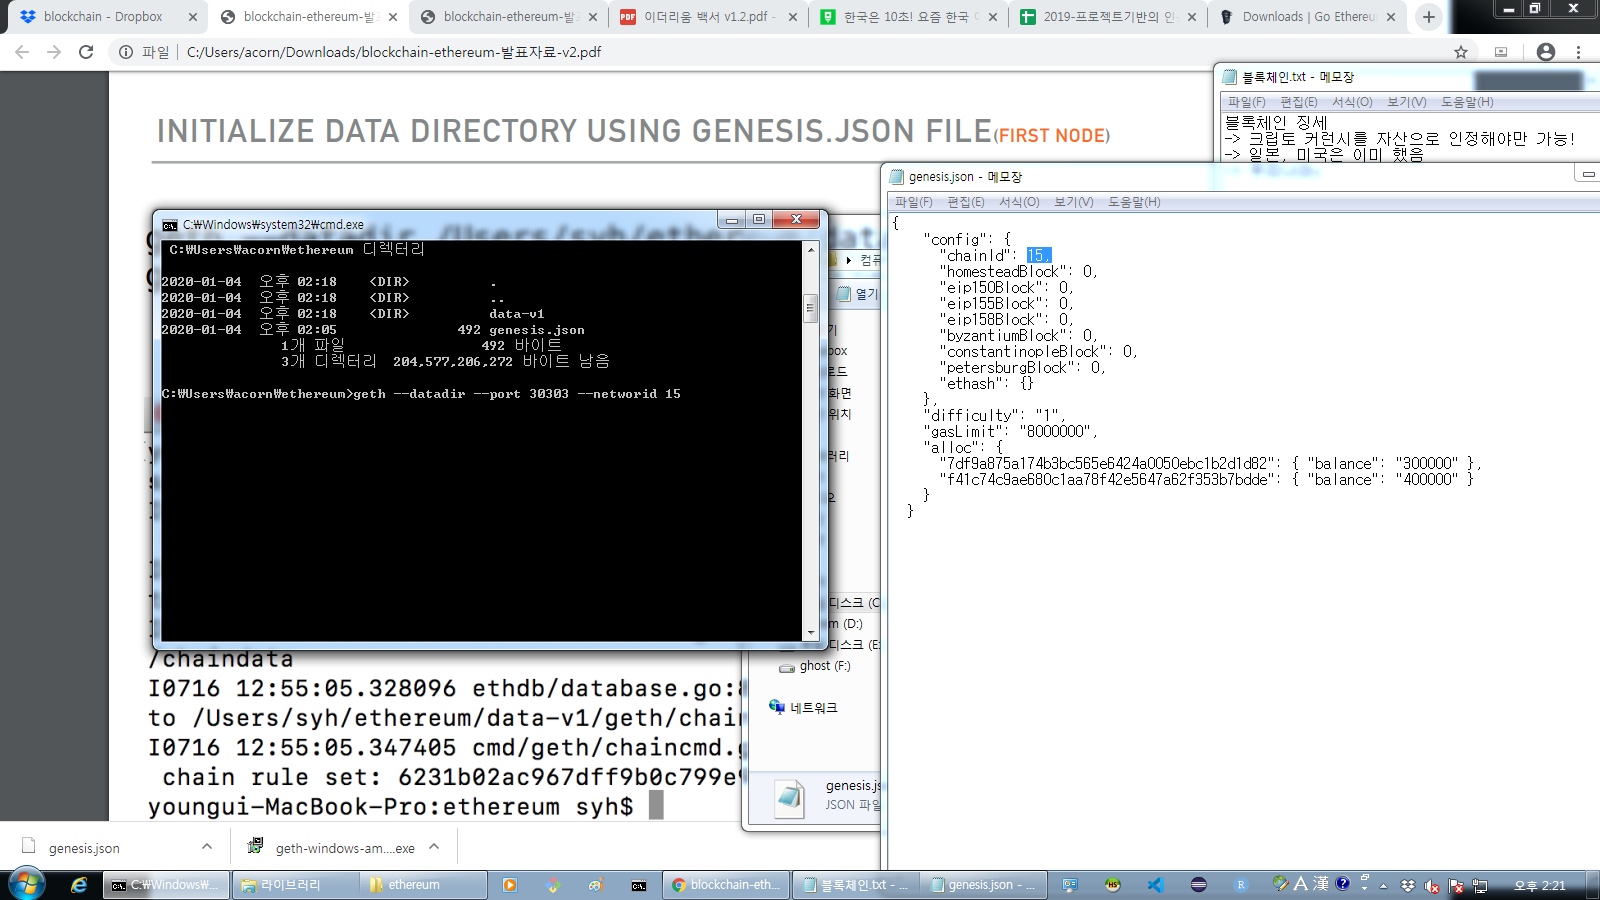 blockchain - Dropbox
blockchain-ethereum-발표
blockchain-ethereum-발표
이더리움 백서 v1.2.pdf -
한국은 10초! 요즘 한국
2019-프로젝트기반의 인
Downloads | Go Ethereu
파일 | C:/Users/acorn/Downloads/blockchain-ethereum-발표자료-v2.pdf
INITIALIZE DATA DIRECTORY USING GENESIS.JSON FILE(FIRST NODE)
블록체인.txt - 메모장
파일(F) 편집(E) 서식(O) 보기(V) 도움말(H)
블록체인 징세
-> 크립토 커런시를 자산으로 인정해야만 가능!
-> 일본, 미국은 이미 했음
genesis.json - 메모장
파일(F) 편집(E) 서식(O) 보기(V) 도움말(H)
{
"config": {
"chainId": 15,
"homesteadBlock": 0,
"eip150Block": 0,
"eip155Block": 0,
"eip158Block": 0,
"byzantiumBlock": 0,
"constantinopleBlock": 0,
"petersburgBlock": 0,
"ethash": {}
},
"difficulty": "1",
"gasLimit": "8000000",
"alloc": {
"7df9a875a174b3bc565e6424a0050ebc1b2d1d82": { "balance": "300000" },
"f41c74c9ae680c1aa78f42e5647a62f353b7bdde": { "balance": "400000" }
}
}
C:\Windows\system32\cmd.exe
C:\Users\acorn\ethereum 디렉터리
2020-01-04 오후 02:18 <DIR> .
2020-01-04 오후 02:18 <DIR> ..
2020-01-04 오후 02:18 <DIR> data-v1
2020-01-04 오후 02:05 492 genesis.json
1개 파일 492 바이트
3개 디렉터리 204,577,206,272 바이트 남음
C:\Users\acorn\ethereum>geth --datadir --port 30303 --networid 15
열기
디스크 (C
m (D:)
디스크 (E
ghost (F:)
네트워크
genesis.js
JSON 파일
/chaindata
I0716 12:55:05.328096 ethdb/database.go:
to /Users/syh/ethereum/data-v1/geth/chai
I0716 12:55:05.347405 cmd/geth/chaincmd.g
chain rule set: 6231b02ac967dff9b0c799e
youngui-MacBook-Pro:ethereum syh$
genesis.json
geth-windows-am....exe
C:\Windows\...
라이브러리
ethereum
blockchain-eth...
블록체인.txt - ...
genesis.json - ...
A 漢
오후 2:21